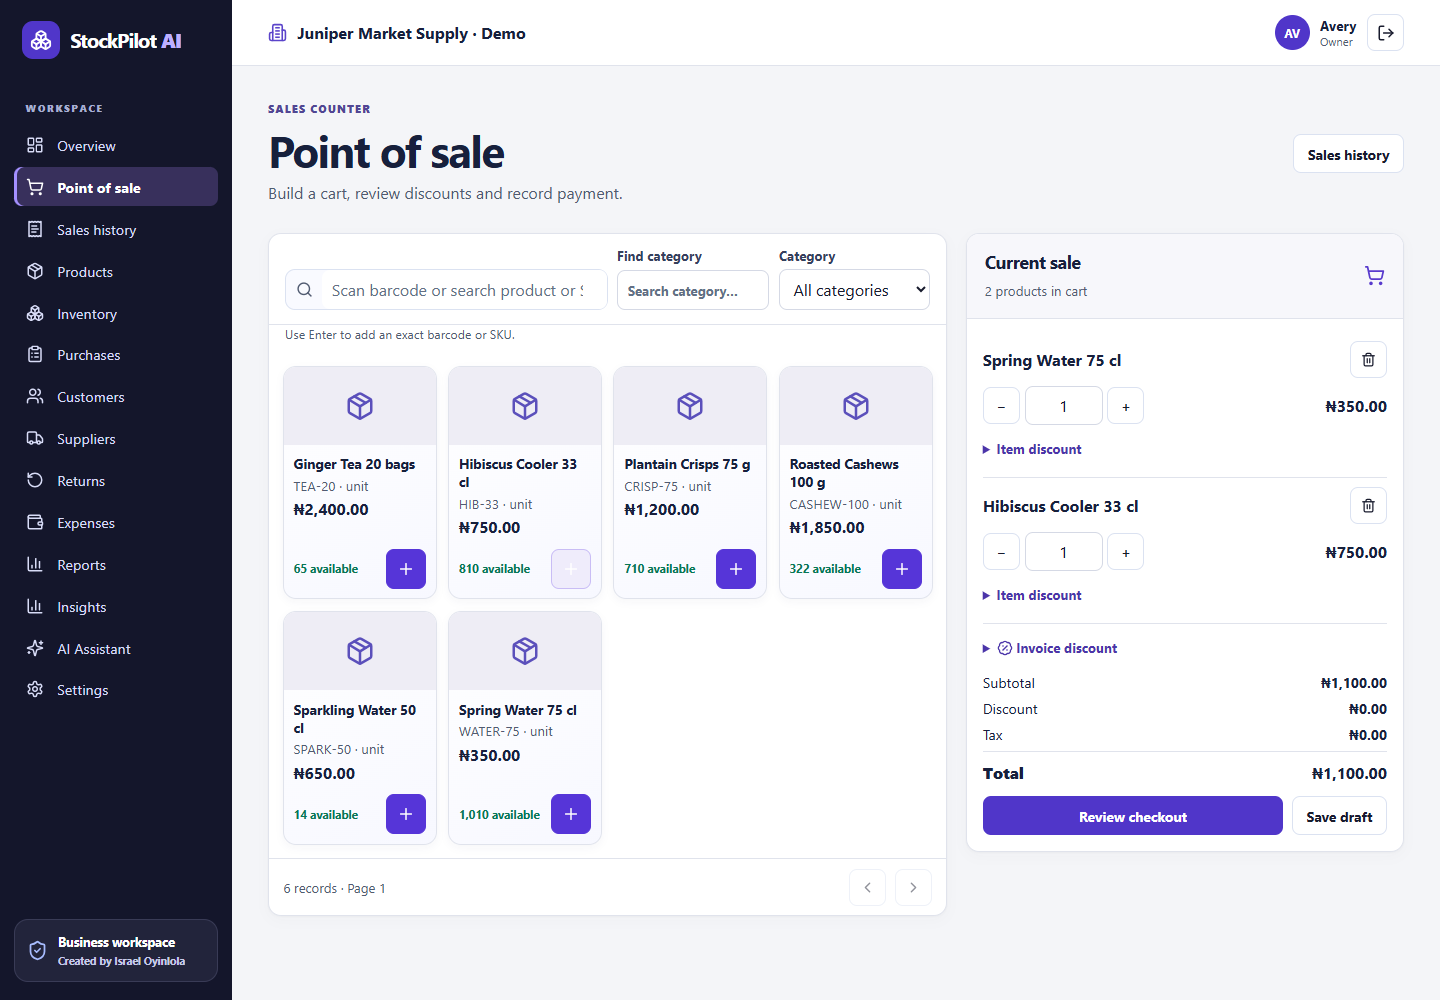 StockPilot AI
WORKSPACE
Overview
Point of sale
Sales history
Products
Inventory
Purchases
Customers
Suppliers
Returns
Expenses
Reports
Insights
AI Assistant
Settings
Business workspace
Created by Israel Oyinlola
Juniper Market Supply · Demo
AV
Avery
Owner
SALES COUNTER
Point of sale
Build a cart, review discounts and record payment.
Sales history
Find category
Category
Scan barcode or search product or S
Search category...
All categories
Use Enter to add an exact barcode or SKU.
Ginger Tea 20 bags
TEA-20 · unit
₦2,400.00
65 available
+
Hibiscus Cooler 33
cl
HIB-33 · unit
₦750.00
810 available
+
Plantain Crisps 75 g
CRISP-75 · unit
₦1,200.00
710 available
+
Roasted Cashews
100 g
CASHEW-100 · unit
₦1,850.00
322 available
+
Sparkling Water 50
cl
SPARK-50 · unit
₦650.00
14 available
+
Spring Water 75 cl
WATER-75 · unit
₦350.00
1,010 available
+
6 records · Page 1
Current sale
2 products in cart
Spring Water 75 cl
− 1 + ₦350.00
Item discount
Hibiscus Cooler 33 cl
− 1 + ₦750.00
Item discount
Invoice discount
Subtotal ₦1,100.00
Discount ₦0.00
Tax ₦0.00
Total ₦1,100.00
Review checkout
Save draft